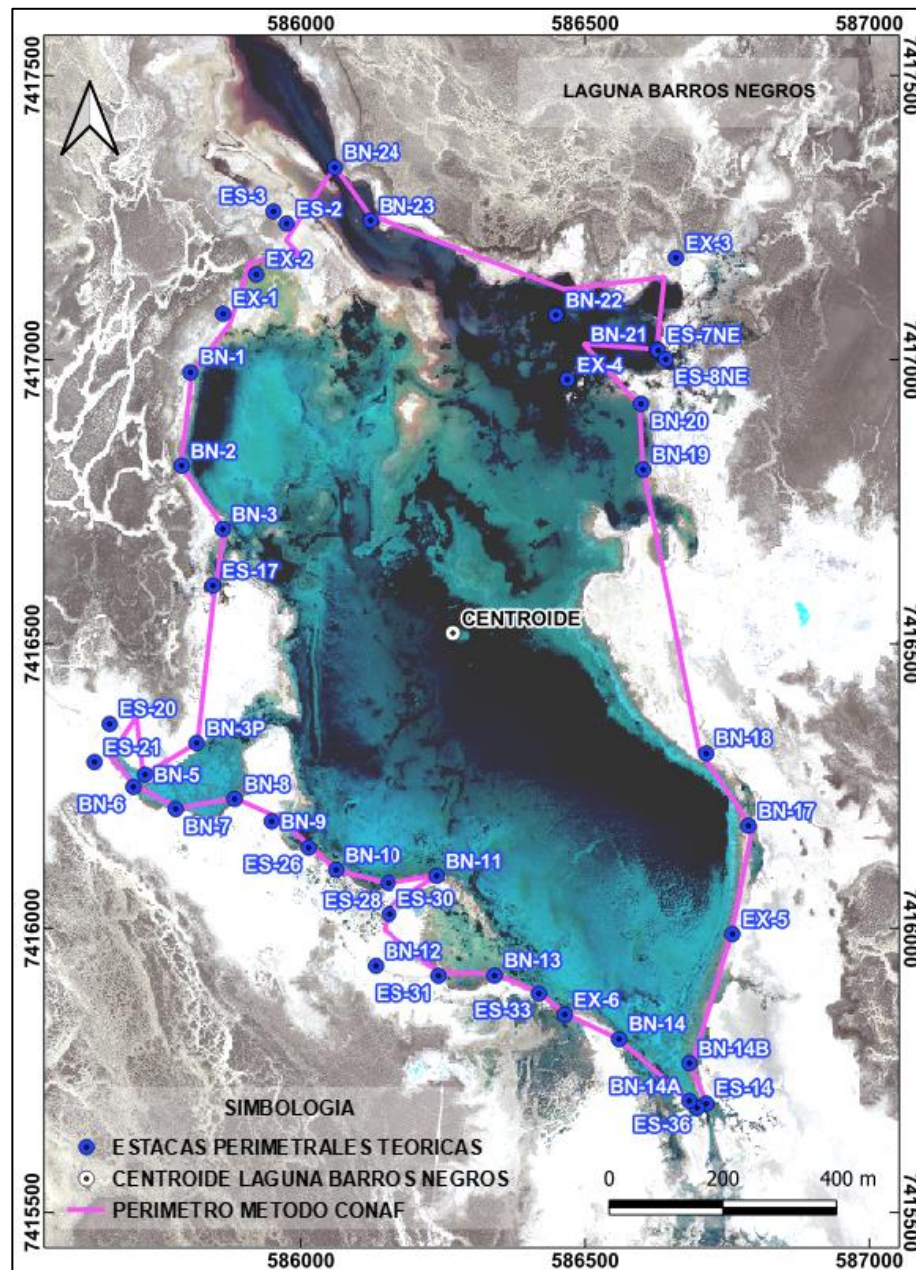 586000 586500 587000
7417500 7417500
LAGUNA BARROS NEGROS
BN-24
ES-3
ES-2
BN-23
EX-3
EX-2
EX-1
BN-22
7417000 7417000
BN-21
ES-7NE
BN-1
EX-4
ES-8NE
BN-20
BN-2
BN-19
BN-3
ES-17
CENTROIDE
7416500 7416500
ES-20
BN-3P
BN-18
ES-21
BN-5
BN-6
BN-8
BN-7
BN-17
BN-9
ES-26
BN-10
BN-11
ES-28
ES-30
7416000 7416000
EX-5
BN-12
BN-13
ES-31
ES-33
EX-6
BN-14
BN-14B
BN-14A
ES-14
ES-36
SIMBOLOGIA
ESTACAS PERIMETRALES TEORICAS
CENTROIDE LAGUNA BARROS NEGROS
PERIMETRO METODO CONAF
0 200 400 m
7415500 7415500
586000 586500 587000